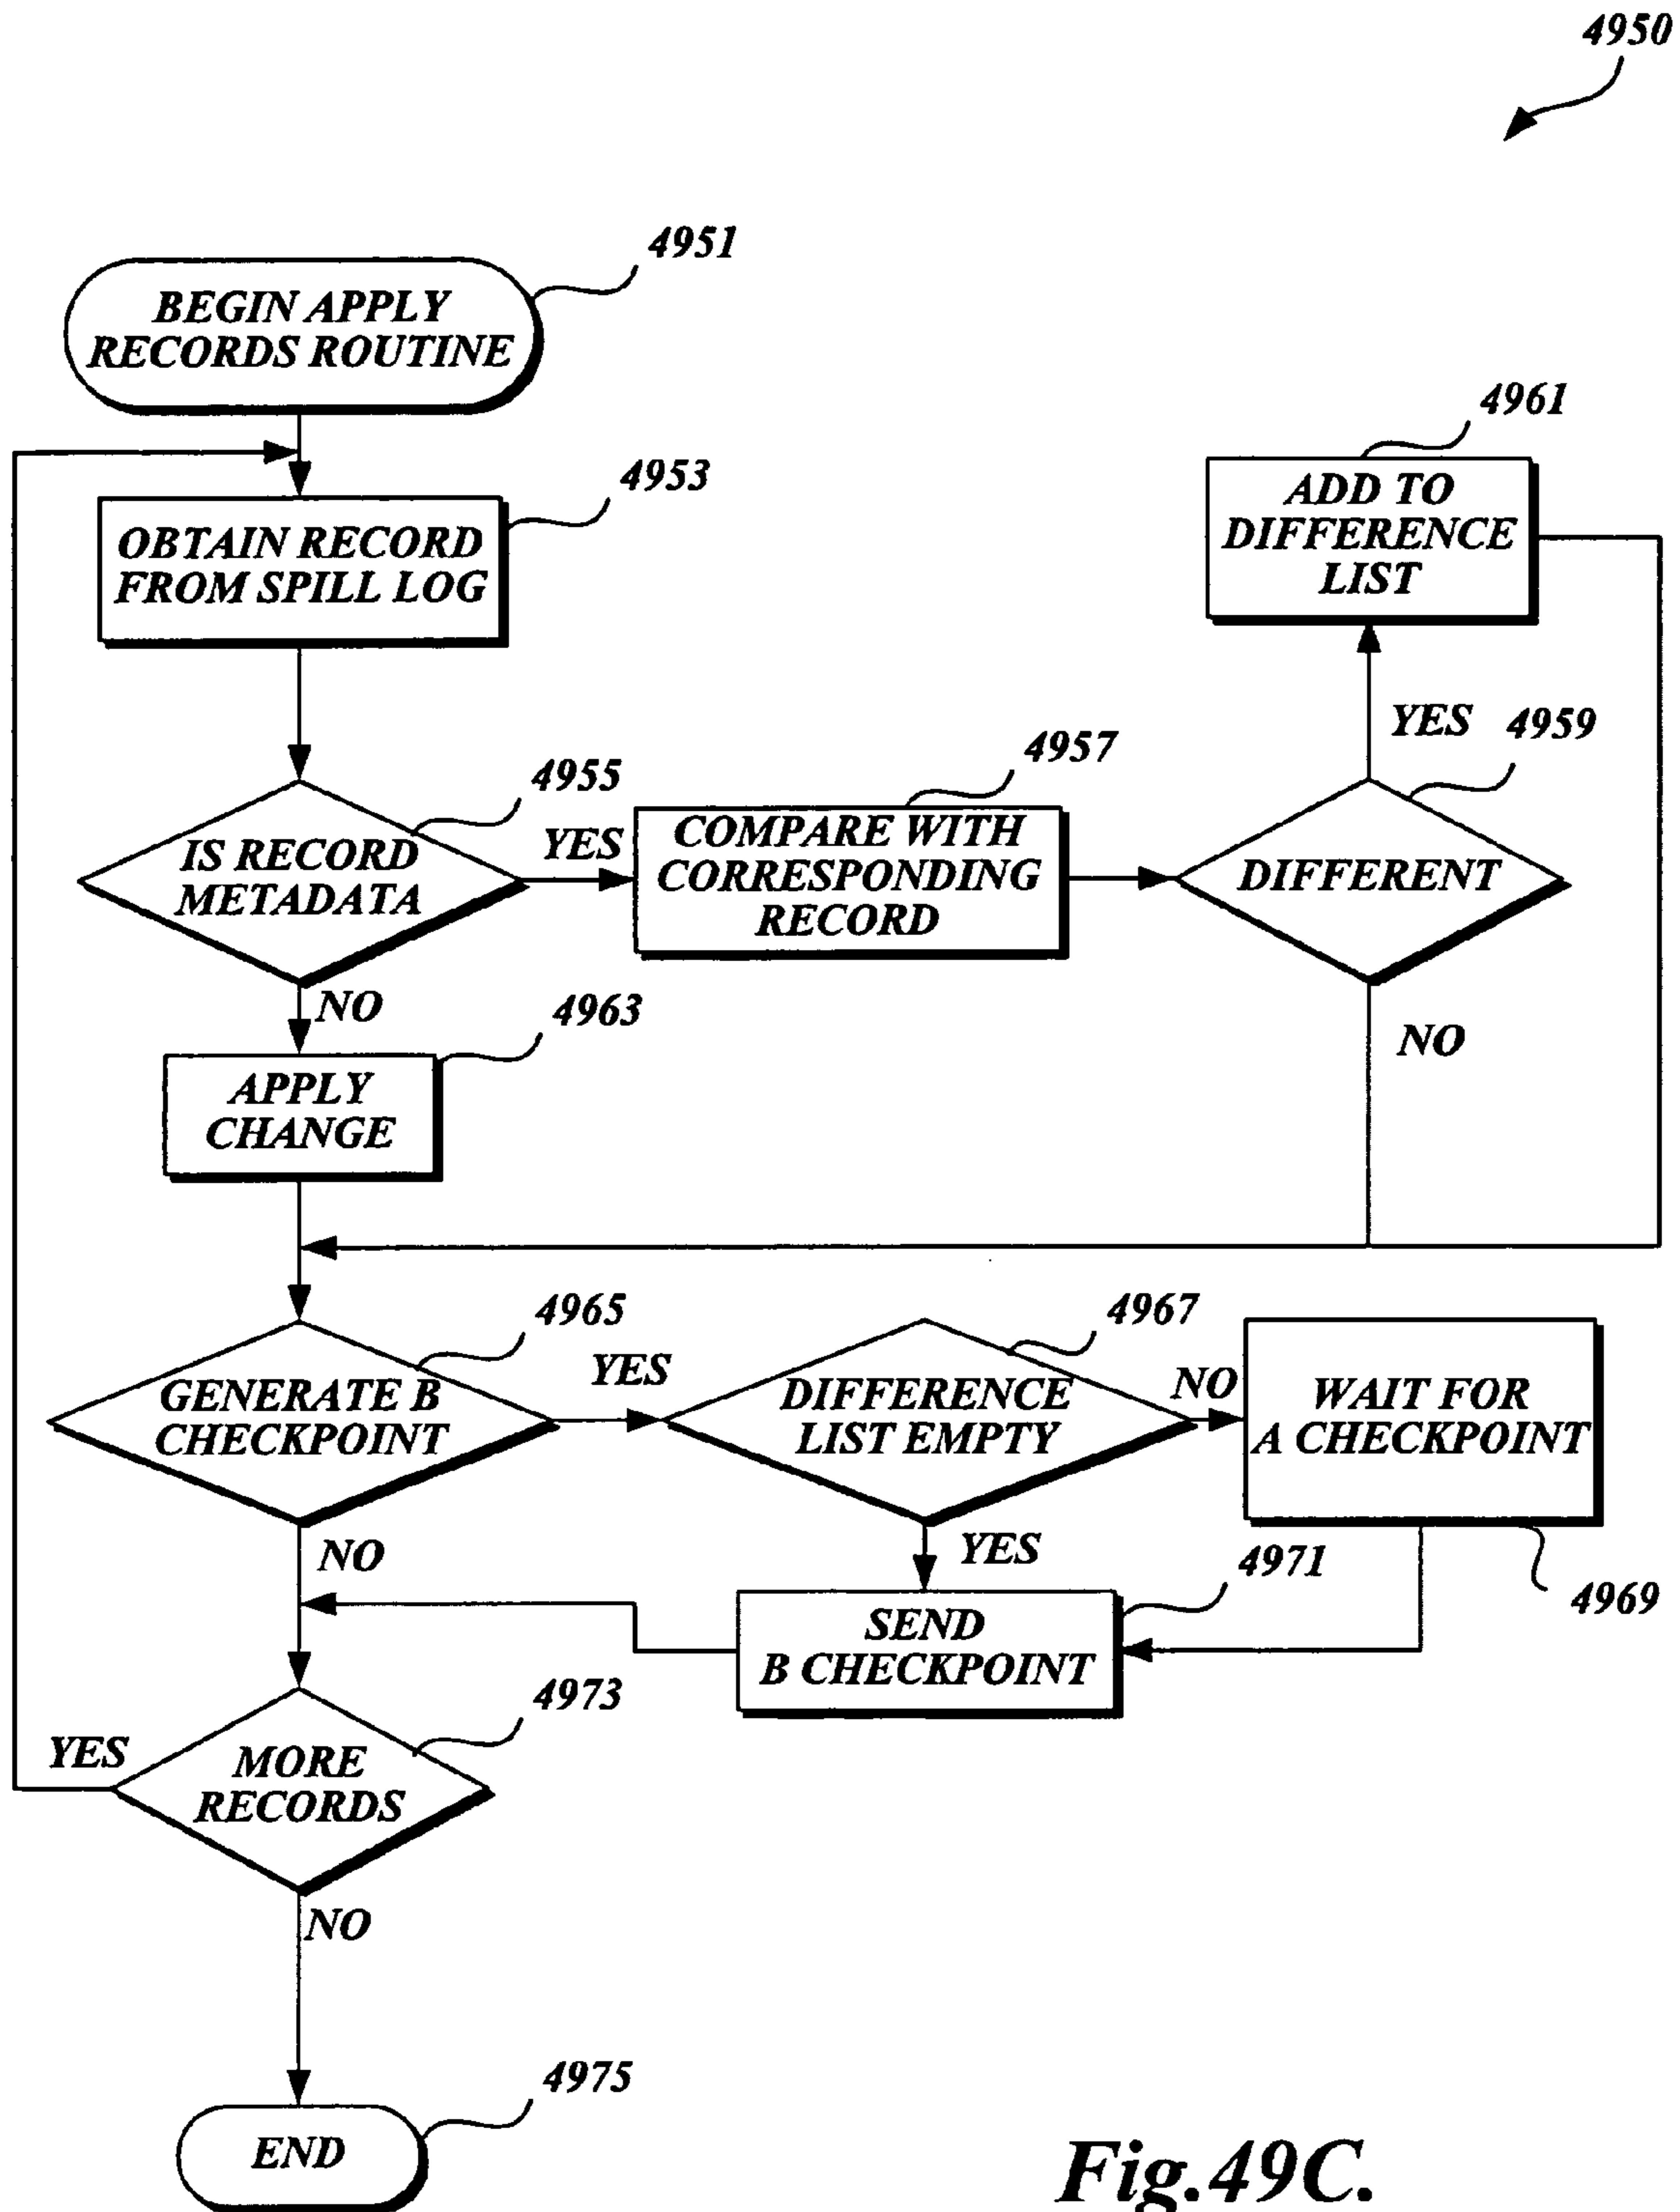 4950
4951
BEGIN APPLY
RECORDS ROUTINE
4953
OBTAIN RECORD
FROM SPILL LOG
4961
ADD TO
DIFFERENCE
LIST
YES
4959
4955
IS RECORD
METADATA
YES
4957
COMPARE WITH
CORRESPONDING
RECORD
DIFFERENT
NO
NO
4963
APPLY
CHANGE
4965
GENERATE B
CHECKPOINT
YES
4967
DIFFERENCE
LIST EMPTY
NO
WAIT FOR
A CHECKPOINT
4969
NO
YES
4971
SEND
B CHECKPOINT
4973
YES
MORE
RECORDS
NO
4975
END
Fig.49C.